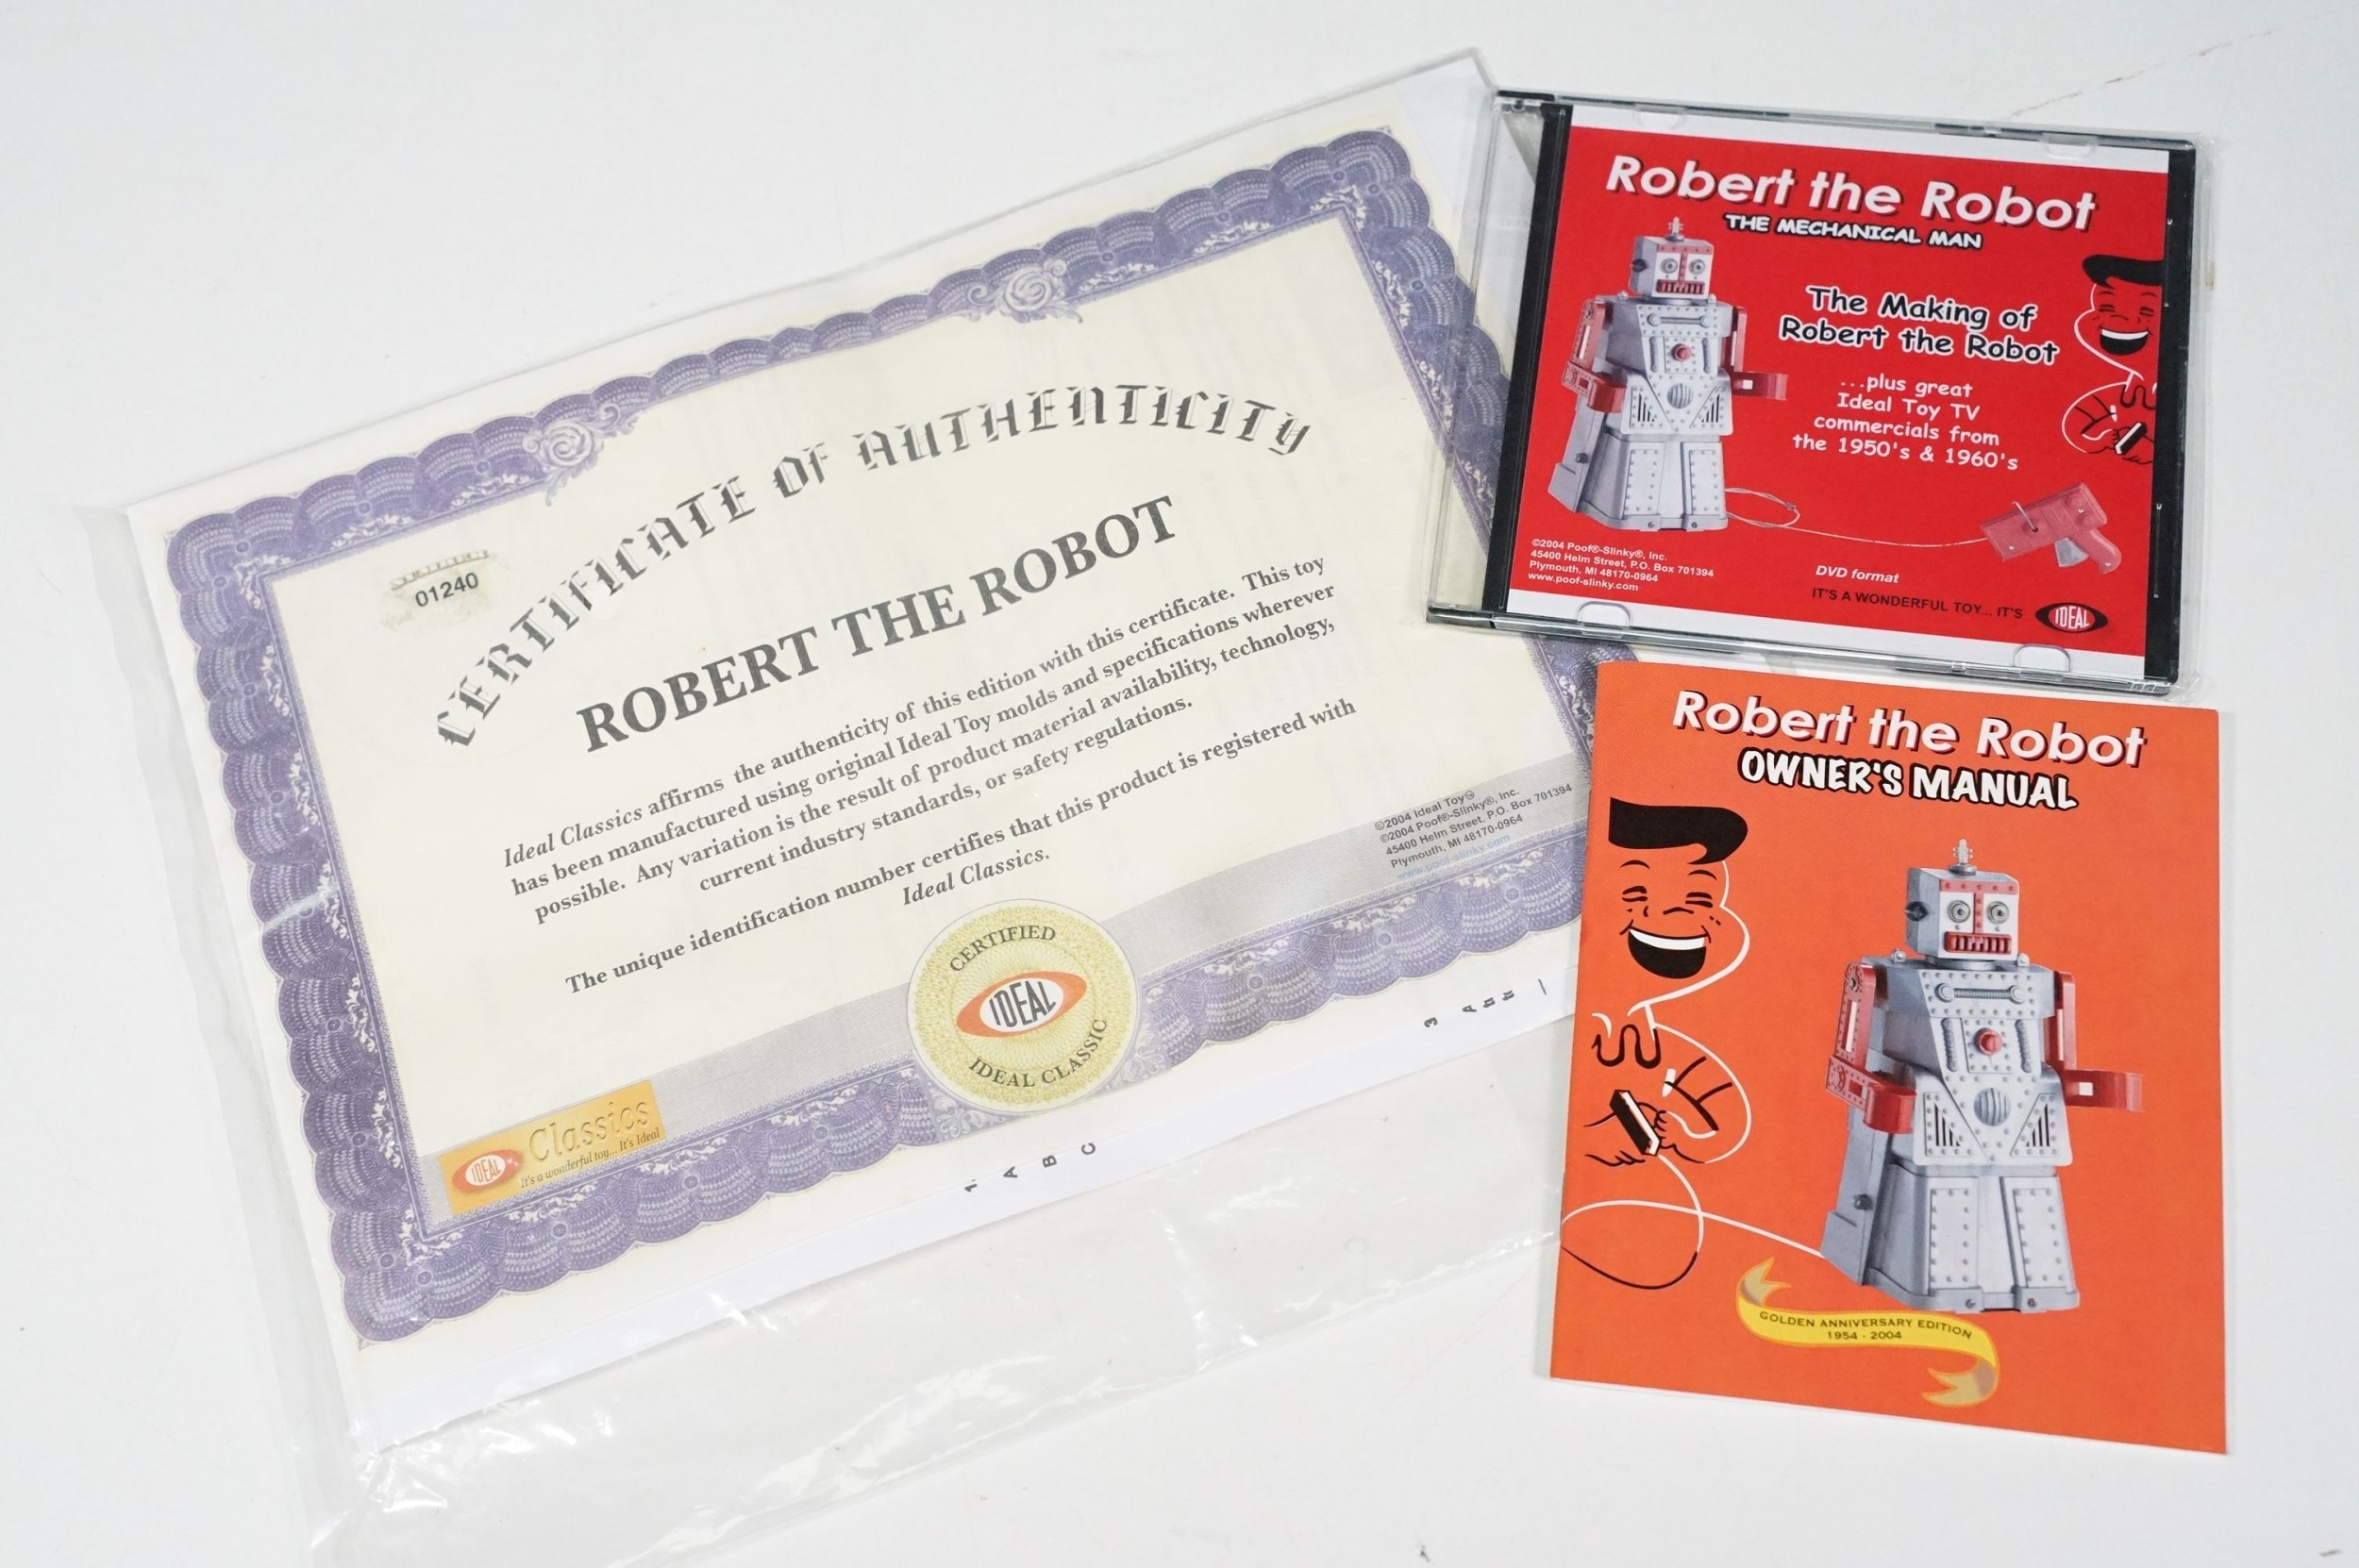 CERTIFICATE OF AUTHENTICITY
NUMBER
01240
ROBERT THE ROBOT
Ideal Classics affirms the authenticity of this edition with this certificate. This toy
has been manufactured using original Ideal Toy molds and specifications wherever
possible. Any variation is the result of product material availability, technology,
current industry standards, or safety regulations.
The unique identification number certifies that this product is registered with
Ideal Classics.
©2004 Ideal Toy
©2004 Poof®-Slinky®, Inc.
45400 Helm Street, P.O. Box 701394
Plymouth, MI 48170-0964
www.poof-slinky.com
CERTIFIED
IDEAL
IDEAL CLASSIC
IDEAL
Classics
It's a wonderful toy... It's Ideal
1.
A
B
C
3
Robert the Robot
THE MECHANICAL MAN
The Making of
Robert the Robot
...plus great
Ideal Toy TV
commercials from
the 1950's & 1960's
©2004 Poof®-Slinky®, Inc.
45400 Helm Street, P.O. Box 701394
Plymouth, MI 48170-0964
www.poof-slinky.com
DVD format
IT'S A WONDERFUL TOY... IT'S
IDEAL
Robert the Robot
OWNER'S MANUAL
GOLDEN ANNIVERSARY EDITION
1954 - 2004